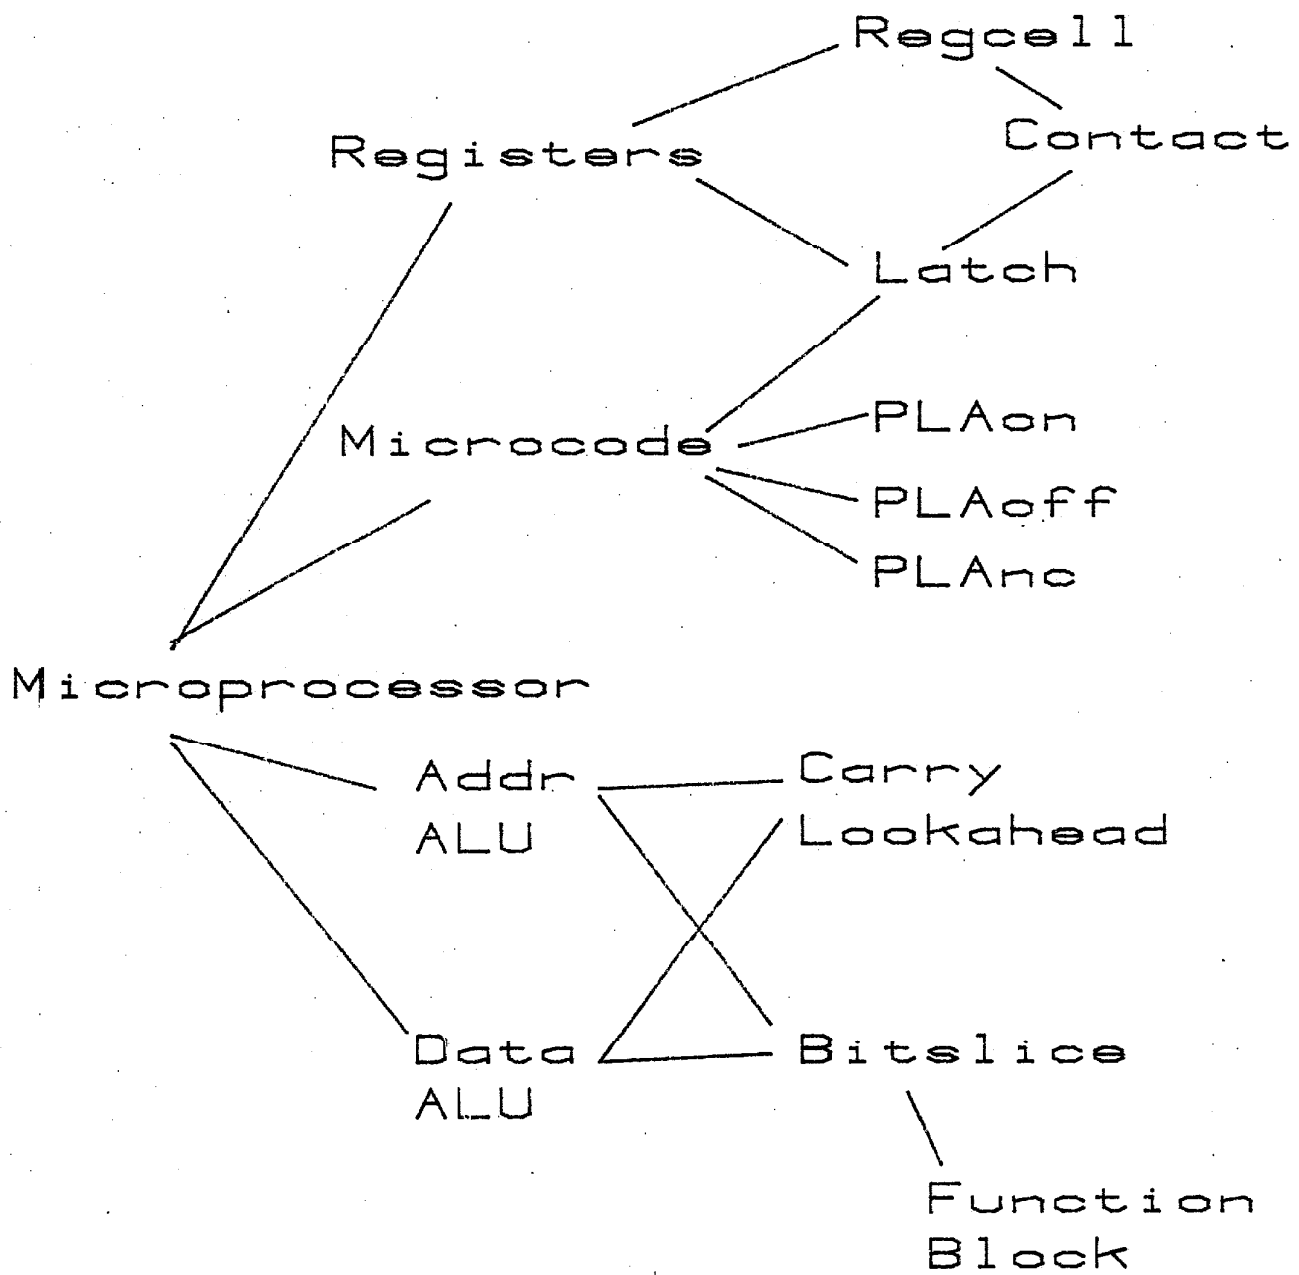 Regcell
Contact
Registers
Latch
PLAon
Microcode
PLAoff
PLAnc
Microprocessor
Addr
ALU
Carry
Lookahead
Data
ALU
Bitslice
Function
Block